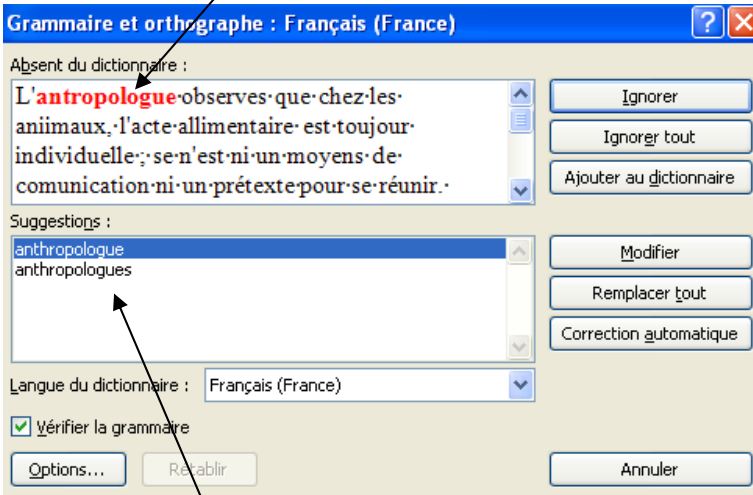 Grammaire et orthographe : Français (France)
Absent du dictionnaire :
L'antropologue·observes·que·chez·les·
aniimaux,·l'acte·allimentaire·est·toujour·
individuelle·;·se·n'est·ni·un·moyens·de·
comunication·ni·un·prétexte·pour·se·réunir.·
Ignorer
Ignorer tout
Ajouter au dictionnaire
Suggestions :
anthropologue
anthropologues
Modifier
Remplacer tout
Correction automatique
Langue du dictionnaire : Français (France)
Vérifier la grammaire
Options... Rétablir Annuler